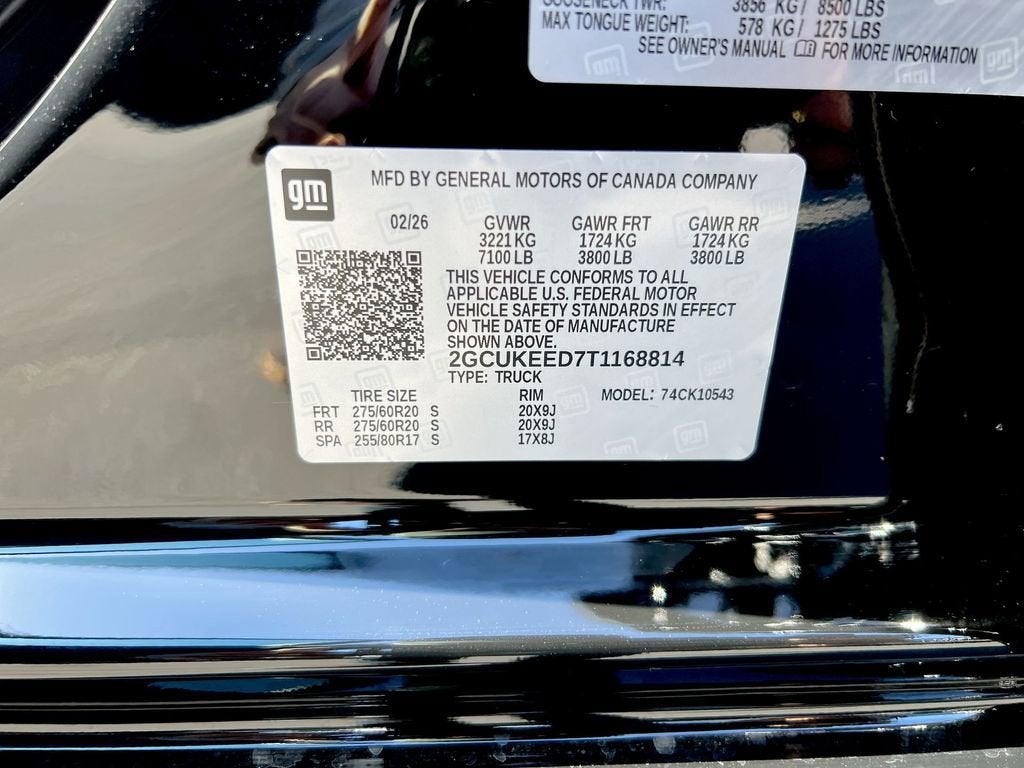 GOOSENECK TWR: 3856 KG / 8500 LBS
MAX TONGUE WEIGHT: 578 KG / 1275 LBS
SEE OWNER'S MANUAL FOR MORE INFORMATION
gm
MFD BY GENERAL MOTORS OF CANADA COMPANY
02/26 GVWR GAWR FRT GAWR RR
3221 KG 1724 KG 1724 KG
7100 LB 3800 LB 3800 LB
THIS VEHICLE CONFORMS TO ALL
APPLICABLE U.S. FEDERAL MOTOR
VEHICLE SAFETY STANDARDS IN EFFECT
ON THE DATE OF MANUFACTURE
SHOWN ABOVE.
2GCUKEED7T1168814
TYPE: TRUCK
TIRE SIZE RIM MODEL: 74CK10543
FRT 275/60R20 S 20X9J
RR 275/60R20 S 20X9J
SPA 255/80R17 S 17X8J